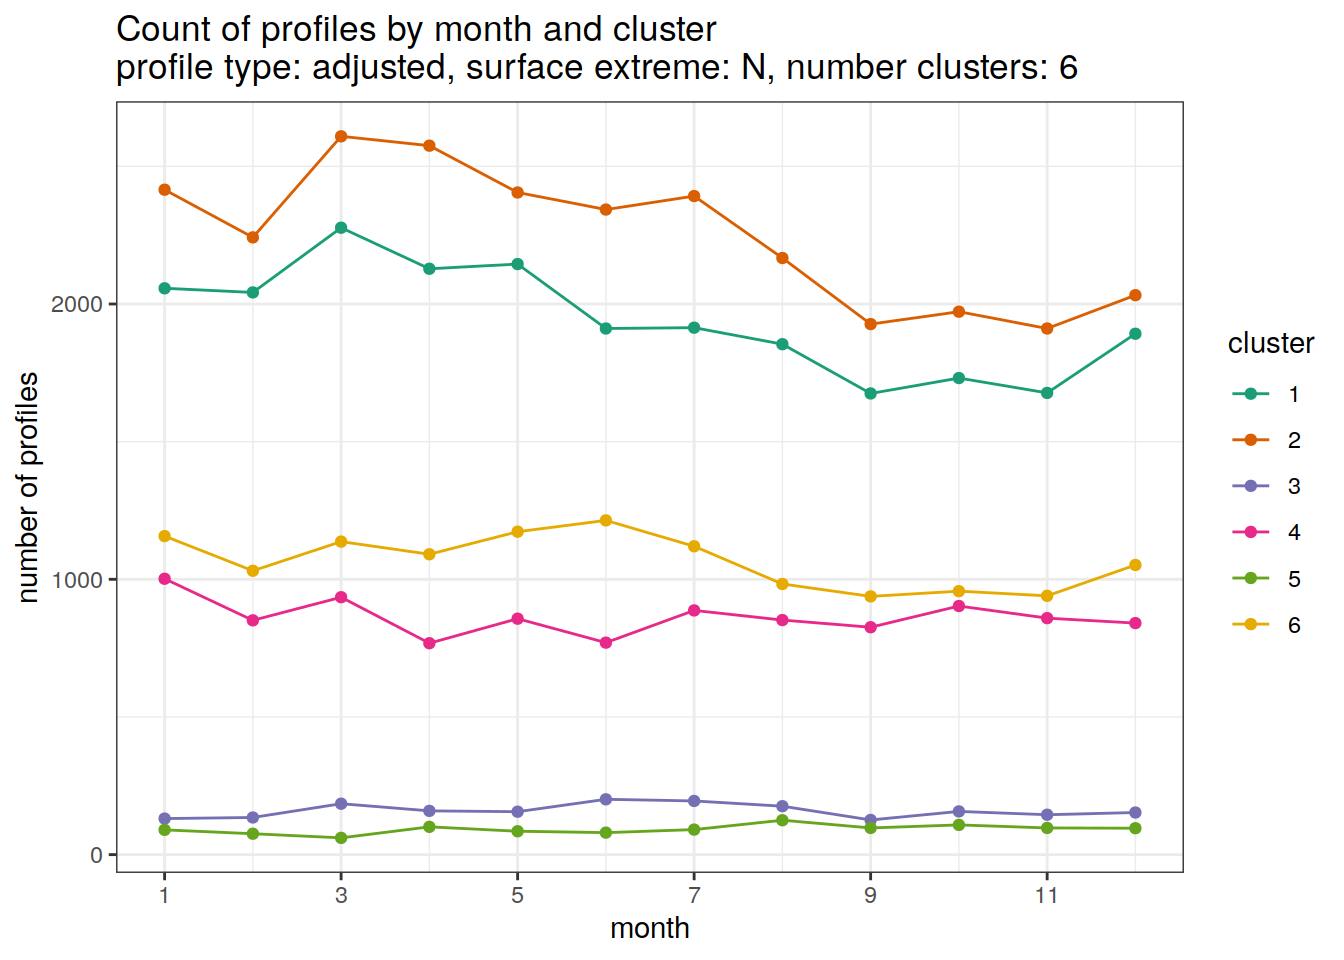 Count of profiles by month and cluster
profile type: adjusted, surface extreme: N, number clusters: 6
number of profiles
2000
1000
0
1 3 5 7 9 11
month
cluster
1
2
3
4
5
6